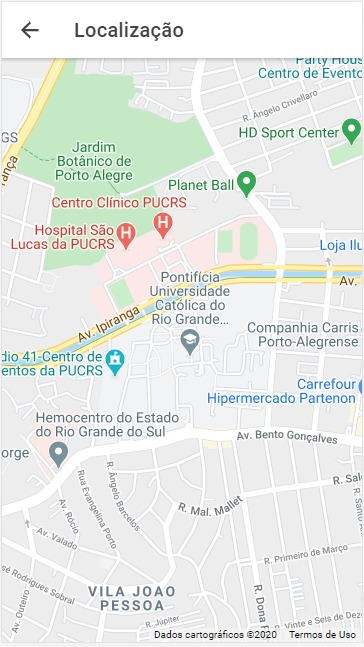 Localização
Party Hous
Centro de Evento
R. Ângelo Crivellaro
HD Sport Center
GS
Jardim
Botânico de
Porto Alegre
Planet Ball
Centro Clínico PUCRS
Hospital São
Lucas da PUCRS
Loja Ilu
Pontifícia
Universidade
Católica do
Rio Grande...
Av.
Av. Ipiranga
Companhia Carris
Porto-Alegrense
dio 41-Centro de
entos da PUCRS
Carrefour
Hipermercado Partenon
Hemocentro do Estado
do Rio Grande do Sul
Av. Bento Gonçalves
orge
R. Ângelo Barcelos
Rua Evangelina Porto
Av. Rócio
R. Mal. Mallet
R. Sal
Av. Valado
R. Primeiro de Março
José Rodrigues Sobral
VILA JOAO
PESSOA
Av. Outeiro
R. Dona F
R. Júpiter
R. Vinte e Seis de Dezem
Dados cartográficos ©2020
Termos de Uso